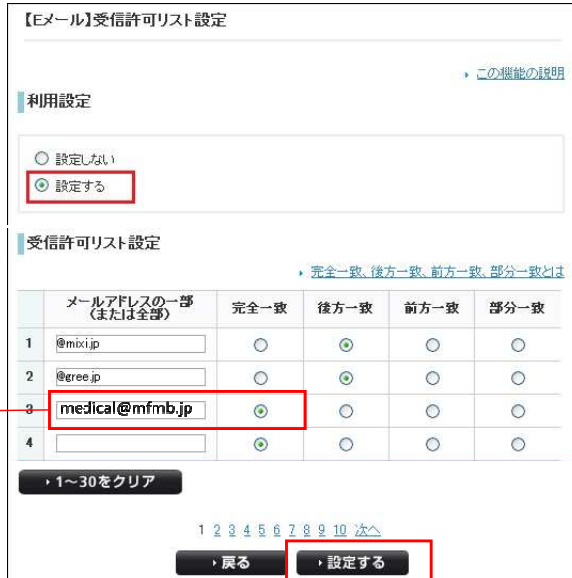 【Eメール】受信許可リスト設定
この機能の説明
利用設定
設定しない
設定する
受信許可リスト設定
完全一致、後方一致、前方一致、部分一致とは
メールアドレスの一部
(または全部)
完全一致 後方一致 前方一致 部分一致
1 @mixi.jp
2 @gree.jp
3 medical@mfmb.jp
4
1～30をクリア
1 2 3 4 5 6 7 8 9 10 次へ
戻る 設定する